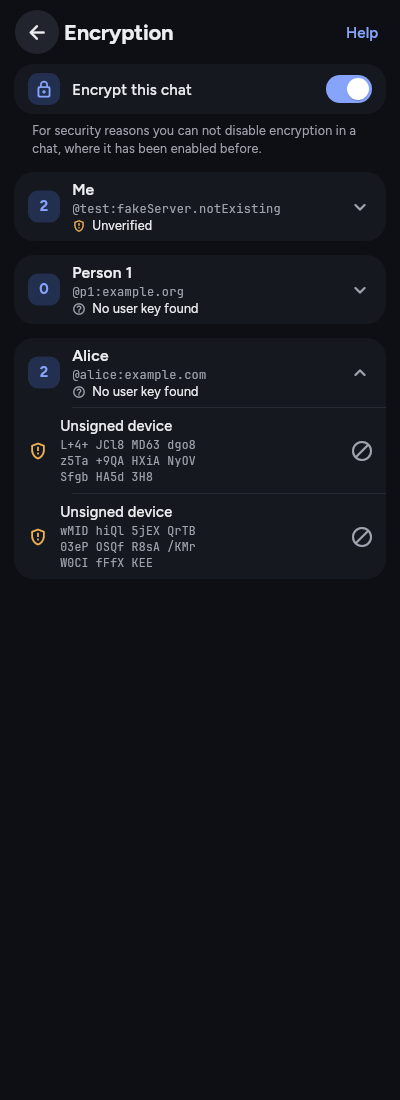 Encryption
Help
Encrypt this chat
For security reasons you can not disable encryption in a
chat, where it has been enabled before.
2
Me
@test:fakeServer.notExisting
Unverified
0
Person 1
@p1:example.org
No user key found
2
Alice
@alice:example.com
No user key found
Unsigned device
L+4+ JCl8 MD63 dgo8
z5Ta +9QA HXiA NyOV
Sfgb HA5d 3H8
Unsigned device
wMID hiQl 5jEX QrTB
03eP OSQf R8sA /KMr
W0CI fFfX KEE